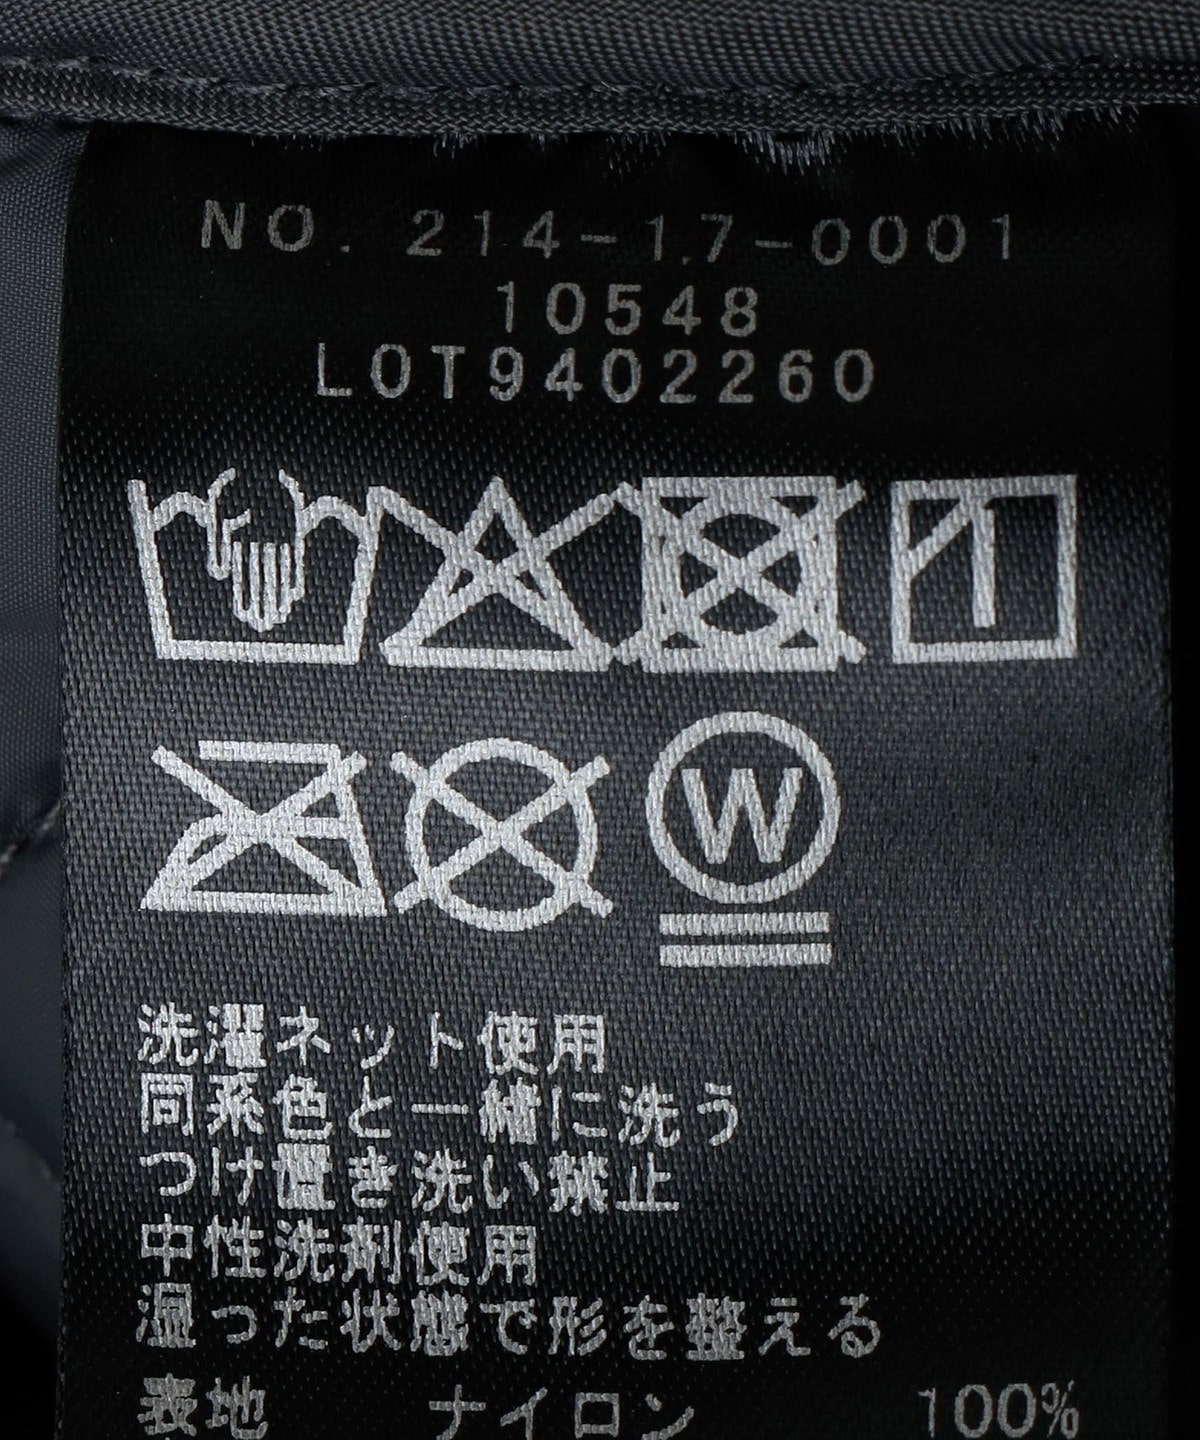 NO. 214-17-0001
10548
LOT9402260
W
洗濯ネット使用
同系色と一緒に洗う
つけ置き洗い禁止
中性洗剤使用
湿った状態で形を整える
表地 ナイロン 100%